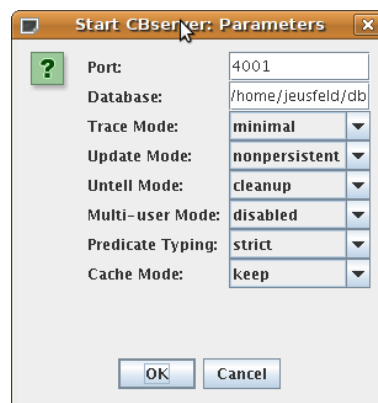 Start CBserver: Parameters
?
Port: 4001
Database: /home/jeusfeld/db
Trace Mode: minimal
Update Mode: nonpersistent
Untell Mode: cleanup
Multi-user Mode: disabled
Predicate Typing: strict
Cache Mode: keep
OK Cancel